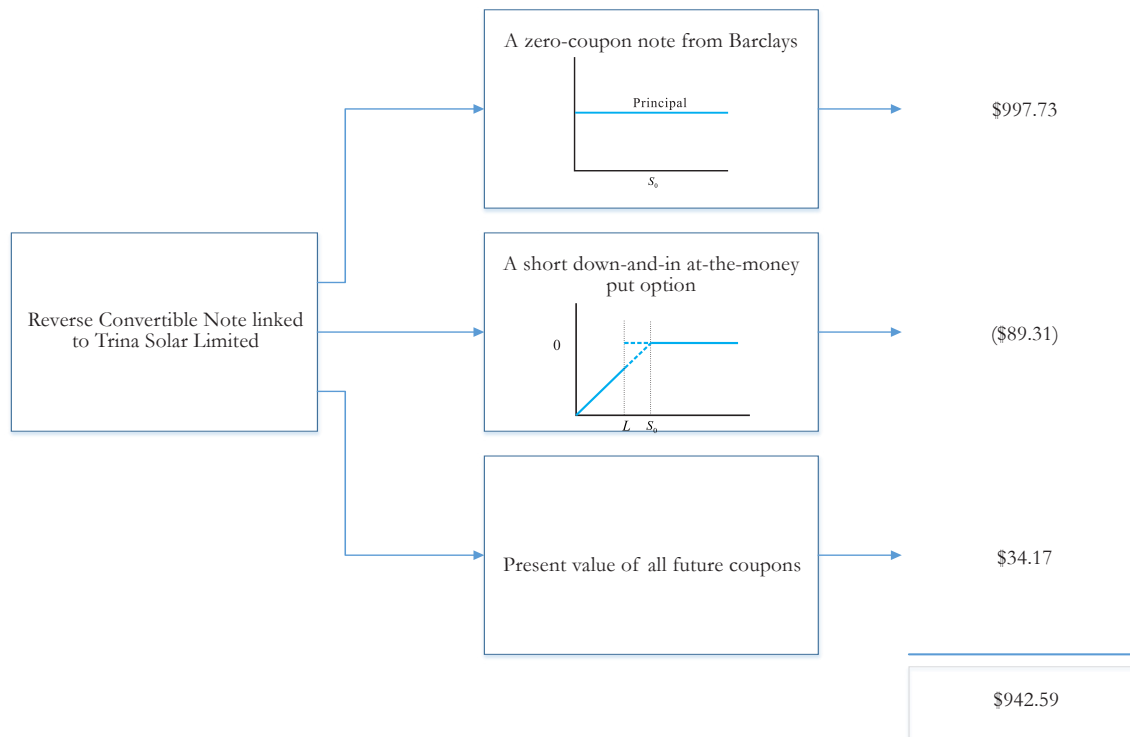 A zero-coupon note from Barclays
Principal
S₀
$997.73
Reverse Convertible Note linked
to Trina Solar Limited
A short down-and-in at-the-money
put option
0
L S₀
($89.31)
Present value of all future coupons
$34.17
$942.59